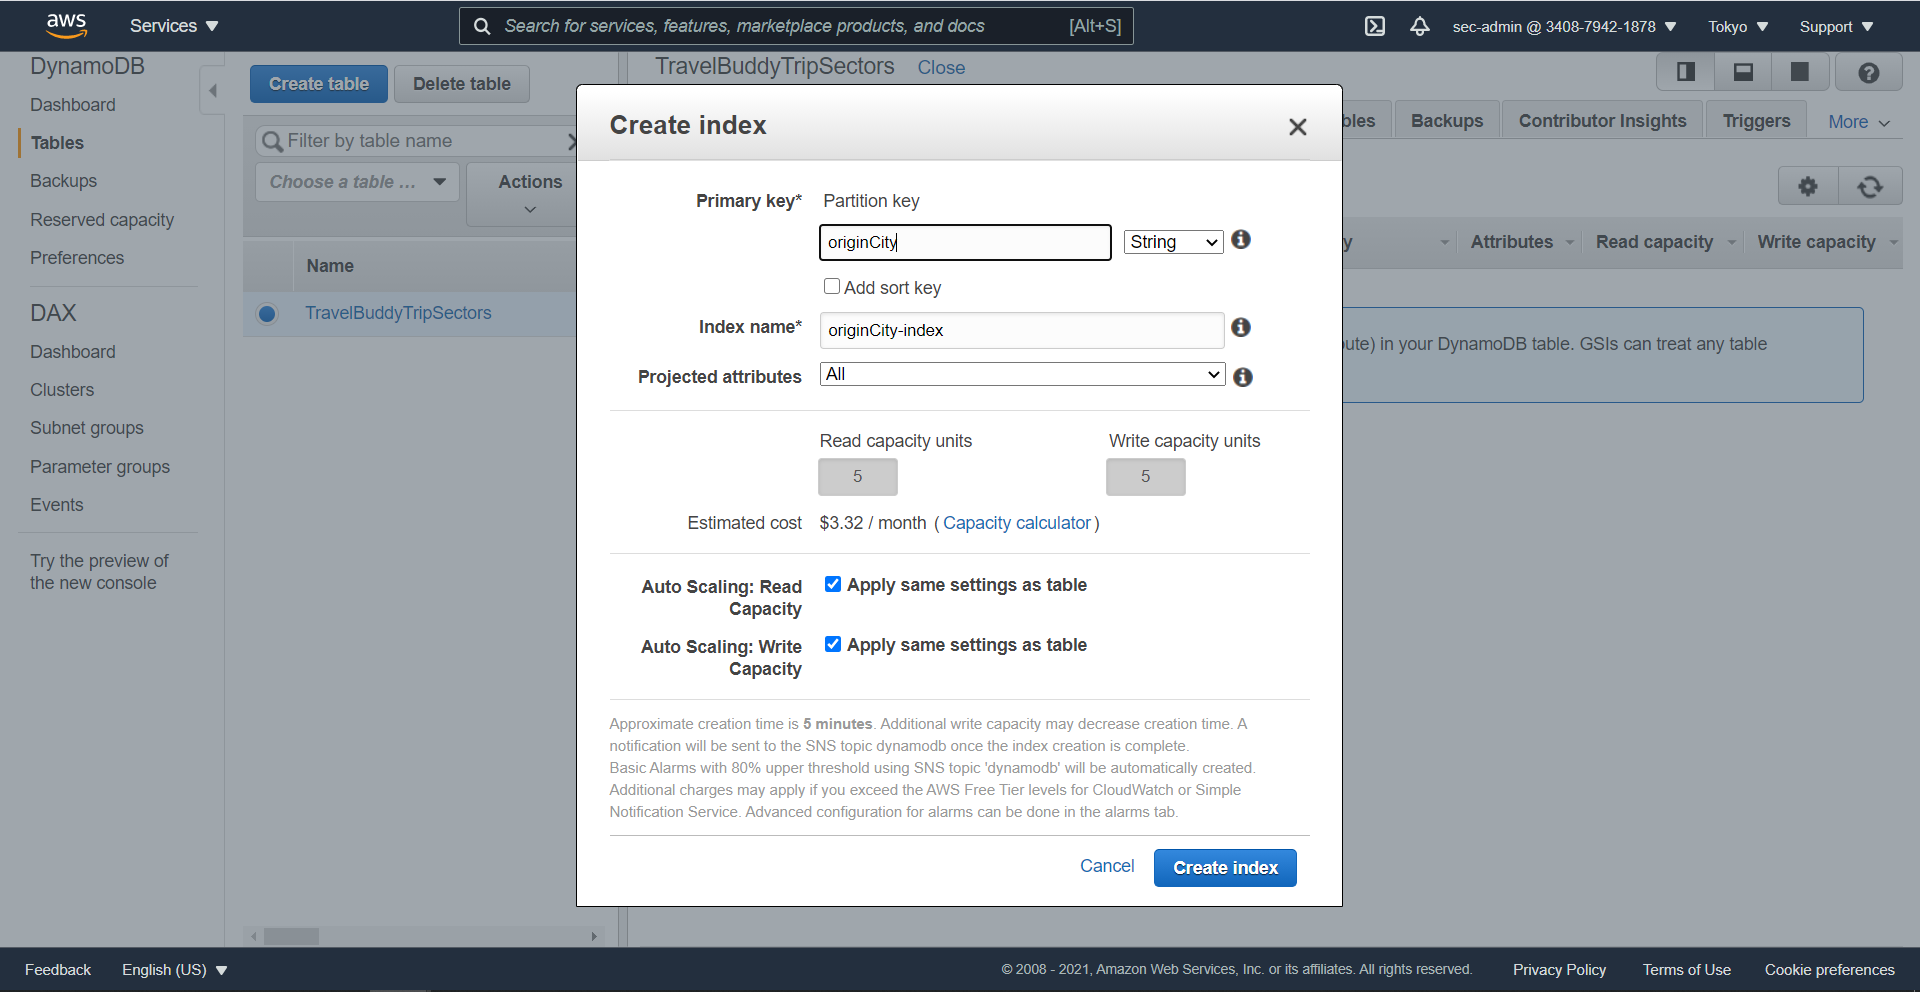 aws
Services
Search for services, features, marketplace products, and docs
[Alt+S]
sec-admin @ 3408-7942-1878
Tokyo
Support
DynamoDB
Dashboard
Tables
Backups
Reserved capacity
Preferences
DAX
Dashboard
Clusters
Subnet groups
Parameter groups
Events
Try the preview of
the new console
Create table
Delete table
Filter by table name
Choose a table ...
Actions
Name
TravelBuddyTripSectors
TravelBuddyTripSectors
Close
Backups
Contributor Insights
Triggers
More
Attributes
Read capacity
Write capacity
in your DynamoDB table. GSIs can treat any table
Create index
Primary key*
Partition key
originCity
String
Add sort key
Index name*
originCity-index
Projected attributes
All
Read capacity units
Write capacity units
5
5
Estimated cost
$3.32 / month ( Capacity calculator )
Auto Scaling: Read
Capacity
Apply same settings as table
Auto Scaling: Write
Capacity
Apply same settings as table
Approximate creation time is 5 minutes. Additional write capacity may decrease creation time. A
notification will be sent to the SNS topic dynamodb once the index creation is complete.
Basic Alarms with 80% upper threshold using SNS topic 'dynamodb' will be automatically created.
Additional charges may apply if you exceed the AWS Free Tier levels for CloudWatch or Simple
Notification Service. Advanced configuration for alarms can be done in the alarms tab.
Cancel
Create index
Feedback
English (US)
© 2008 - 2021, Amazon Web Services, Inc. or its affiliates. All rights reserved.
Privacy Policy
Terms of Use
Cookie preferences